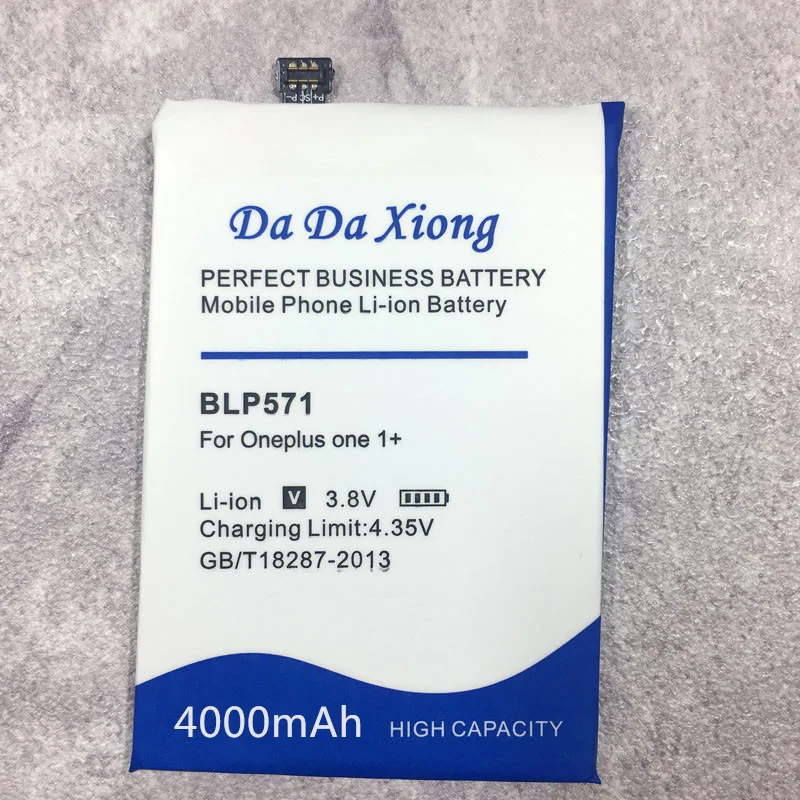 P+ SC P-
Da Da Xiong
PERFECT BUSINESS BATTERY
Mobile Phone Li-ion Battery
BLP571
For Oneplus one 1+
Li-ion V 3.8V
Charging Limit:4.35V
GB/T18287-2013
4000mAh HIGH CAPACITY